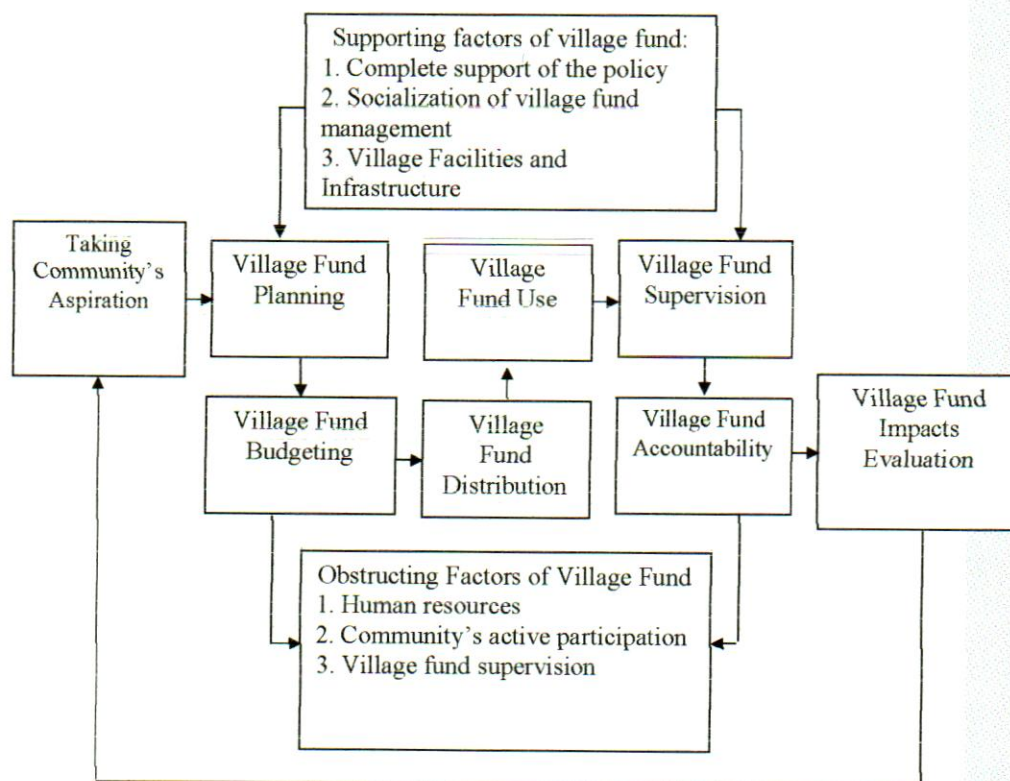 Supporting factors of village fund:
1. Complete support of the policy
2. Socialization of village fund
management
3. Village Facilities and
Infrastructure
Taking
Community's
Aspiration
Village Fund
Planning
Village
Fund Use
Village Fund
Supervision
Village Fund
Budgeting
Village
Fund
Distribution
Village Fund
Accountability
Village Fund
Impacts
Evaluation
Obstructing Factors of Village Fund
1. Human resources
2. Community's active participation
3. Village fund supervision